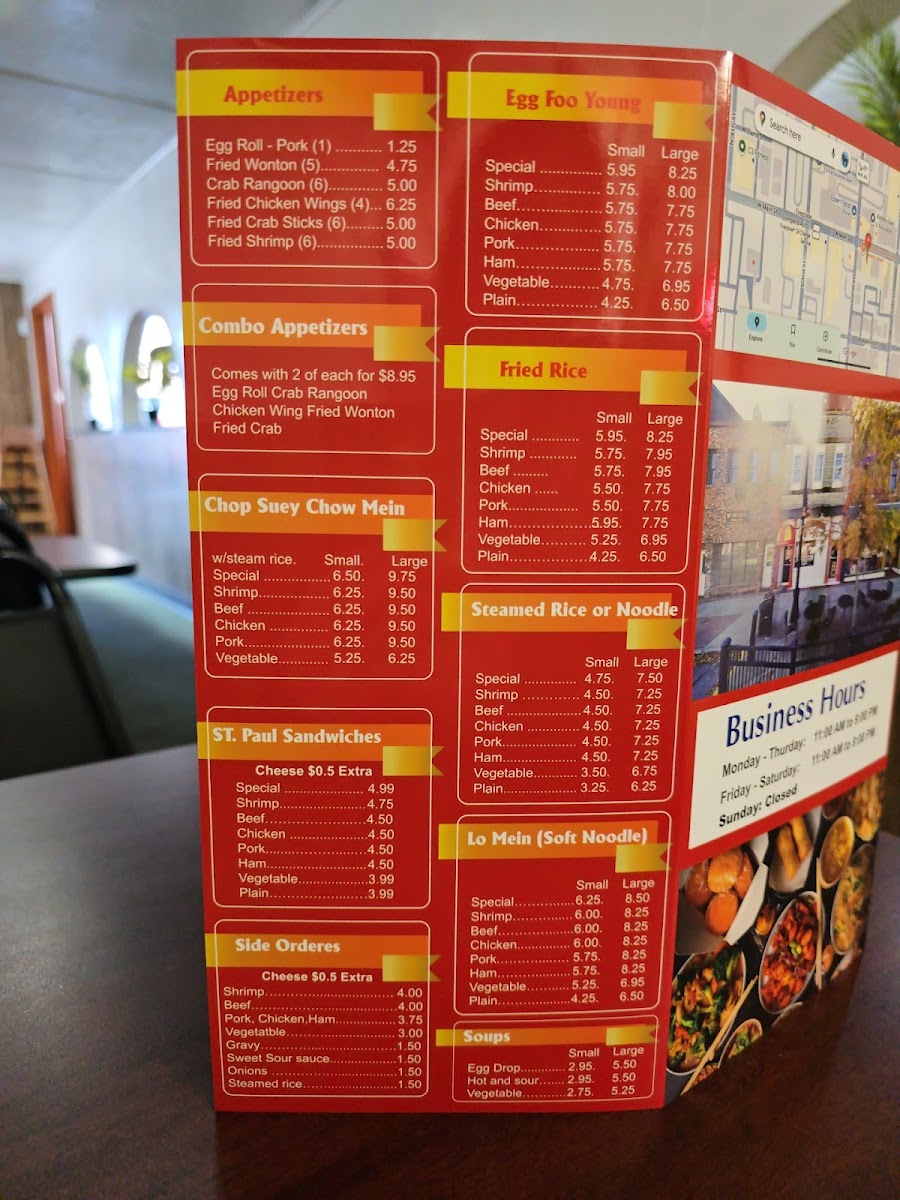 Appetizers
Egg Roll - Pork (1) ........... 1.25
Fried Wonton (5)............... 4.75
Crab Rangoon (6)............. 5.00
Fried Chicken Wings (4)... 6.25
Fried Crab Sticks (6)......... 5.00
Fried Shrimp (6)................ 5.00
Combo Appetizers
Comes with 2 of each for $8.95
Egg Roll Crab Rangoon
Chicken Wing Fried Wonton
Fried Crab
Chop Suey Chow Mein
w/steam rice. Small. Large
Special ................ 6.50. 9.75
Shrimp................. 6.25. 9.50
Beef .................... 6.25. 9.50
Chicken .............. 6.25. 9.50
Pork..................... 6.25. 9.50
Vegetable............ 5.25. 6.25
ST. Paul Sandwiches
Cheese $0.5 Extra
Special ..................... 4.99
Shrimp...................... 4.75
Beef..........................4.50
Chicken ....................4.50
Pork..........................4.50
Ham..........................4.50
Vegetable..................3.99
Plain..........................3.99
Side Orderes
Cheese $0.5 Extra
Shrimp.................................. 4.00
Beef......................................4.00
Pork, Chicken,Ham................3.75
Vegetatble.............................3.00
Gravy....................................1.50
Sweet Sour sauce..................1.50
Onions ..................................1.50
Steamed rice.........................1.50
Egg Foo Young
Small Large
Special ................ 5.95 8.25
Shrimp................. 5.75. 8.00
Beef..................... 5.75. 7.75
Chicken................ 5.75. 7.75
Pork..................... 5.75. 7.75
Ham..................... 5.75. 7.75
Vegetable............ 4.75. 6.95
Plain.................... 4.25. 6.50
Fried Rice
Small Large
Special ............ 5.95. 8.25
Shrimp ............ 5.75. 7.95
Beef ......... 5.75. 7.95
Chicken ...... 5.50. 7.75
Pork.................. 5.50. 7.75
Ham.....................5.95. 7.75
Vegetable........... 5.25. 6.95
Plain....................4.25. 6.50
Steamed Rice or Noodle
Small Large
Special ................ 4.75. 7.50
Shrimp ............... 4.50. 7.25
Beef ....................4.50. 7.25
Chicken ...............4.50. 7.25
Pork.....................4.50. 7.25
Ham.....................4.50. 7.25
Vegetable............ 3.50. 6.75
Plain.................... 3.25. 6.25
Lo Mein (Soft Noodle)
Small Large
Special................ 6.25. 8.50
Shrimp................ 6.00. 8.25
Beef.................... 6.00. 8.25
Chicken.............. 6.00. 8.25
Pork.................... 5.75. 8.25
Ham.................... 5.75. 8.25
Vegetable........... 5.25. 6.95
Plain....................4.25. 6.50
Soups
Small Large
Egg Drop.............2.95. 5.50
Hot and sour.......2.95. 5.50
Vegetable............2.75. 5.25
Search here
Explore
You
Contribute
Google
Business Hours
Monday - Thurday: 11:00 AM to 8:00 PM
Friday - Saturday: 11:00 AM to 9:00 PM
Sunday: Closed